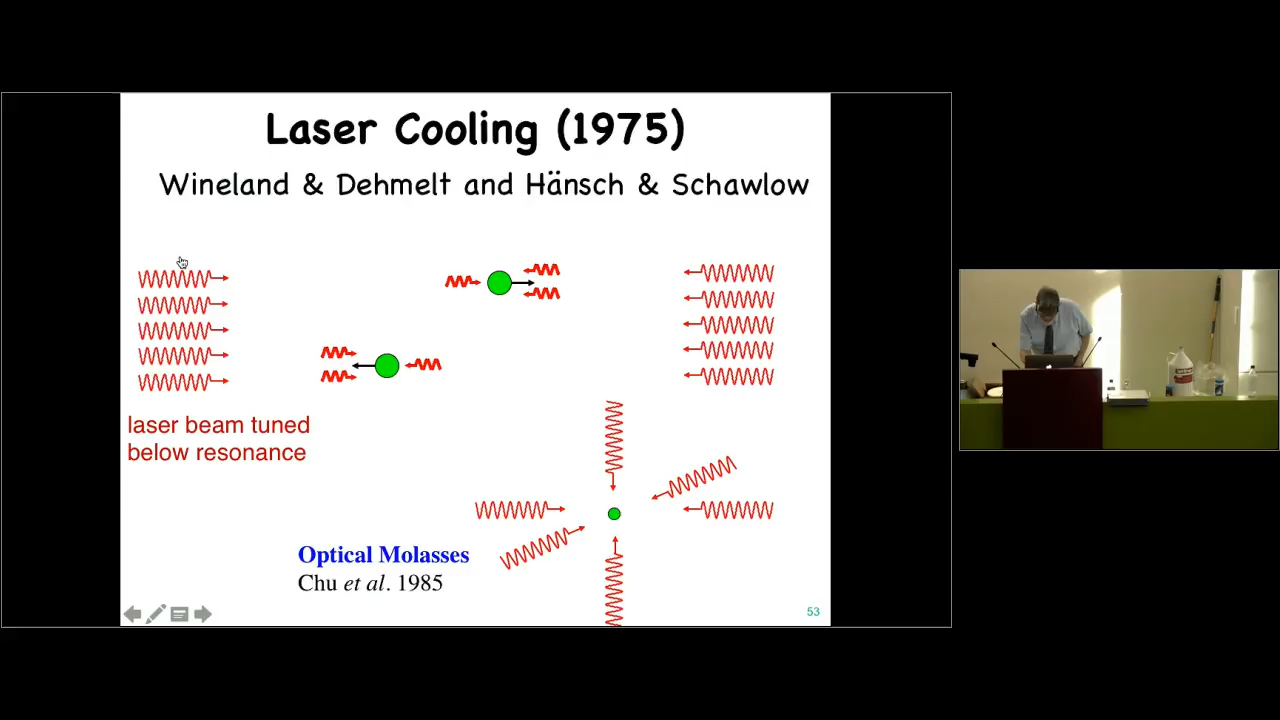 Laser Cooling (1975)
Wineland & Dehmelt and Hänsch & Schawlow
laser beam tuned
below resonance
Optical Molasses
Chu et al. 1985
53